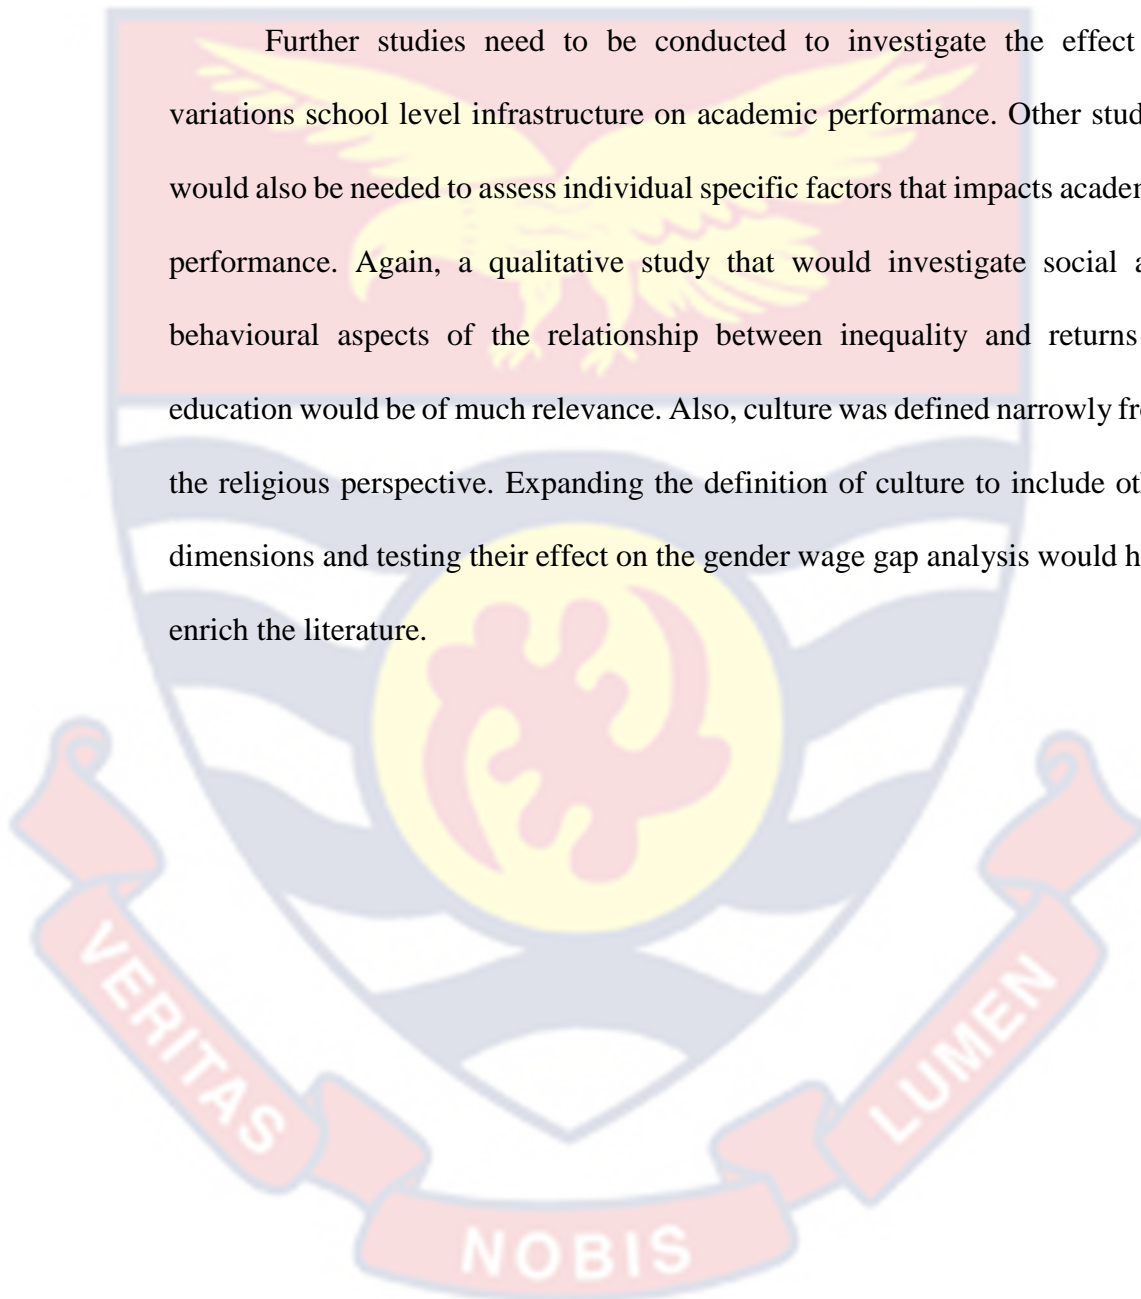 Further studies need to be conducted to investigate the effect
variations school level infrastructure on academic performance. Other stud
would also be needed to assess individual specific factors that impacts acader
performance. Again, a qualitative study that would investigate social a
behavioural aspects of the relationship between inequality and returns
education would be of much relevance. Also, culture was defined narrowly fr
the religious perspective. Expanding the definition of culture to include ot
dimensions and testing their effect on the gender wage gap analysis would h
enrich the literature.
VERITAS
NOBIS
LUMEN